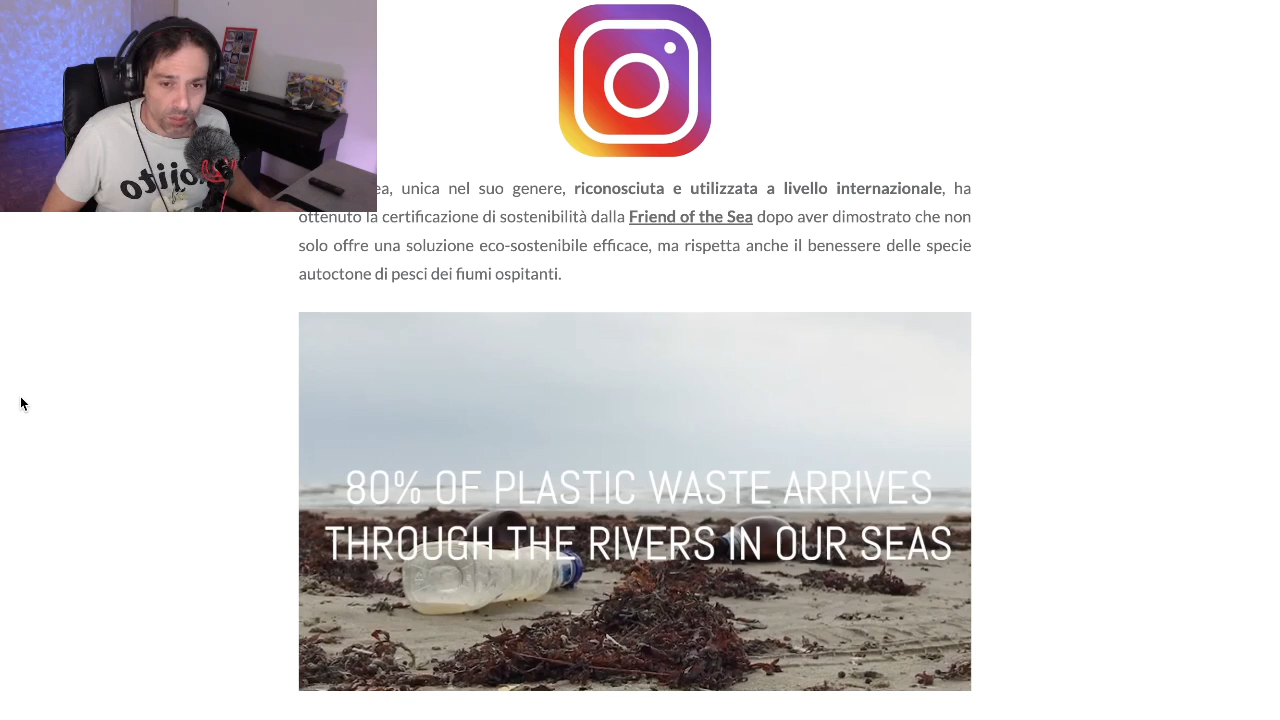 unica nel suo genere, riconosciuta e utilizzata a livello internazionale, ha
ottenuto la certificazione di sostenibilità dalla Friend of the Sea dopo aver dimostrato che non
solo offre una soluzione eco-sostenibile efficace, ma rispetta anche il benessere delle specie
autoctone di pesci dei fiumi ospitanti.
80% OF PLASTIC WASTE ARRIVES
THROUGH THE RIVERS IN OUR SEAS